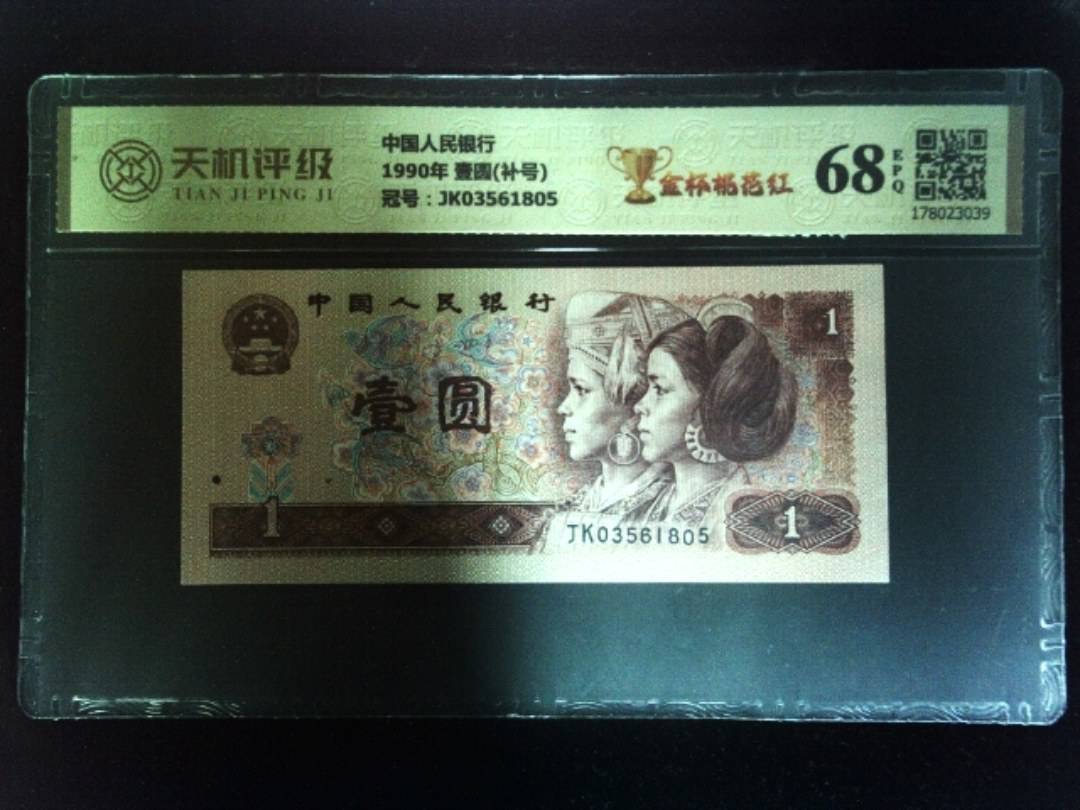 天机评级
TIAN JI PING JI
中国人民银行
1990年 壹圆(补号)
冠号：JK03561805
金杯桃花红
68
EPQ
178023039
中国人民银行
壹圆
1
1
JK03561805
1